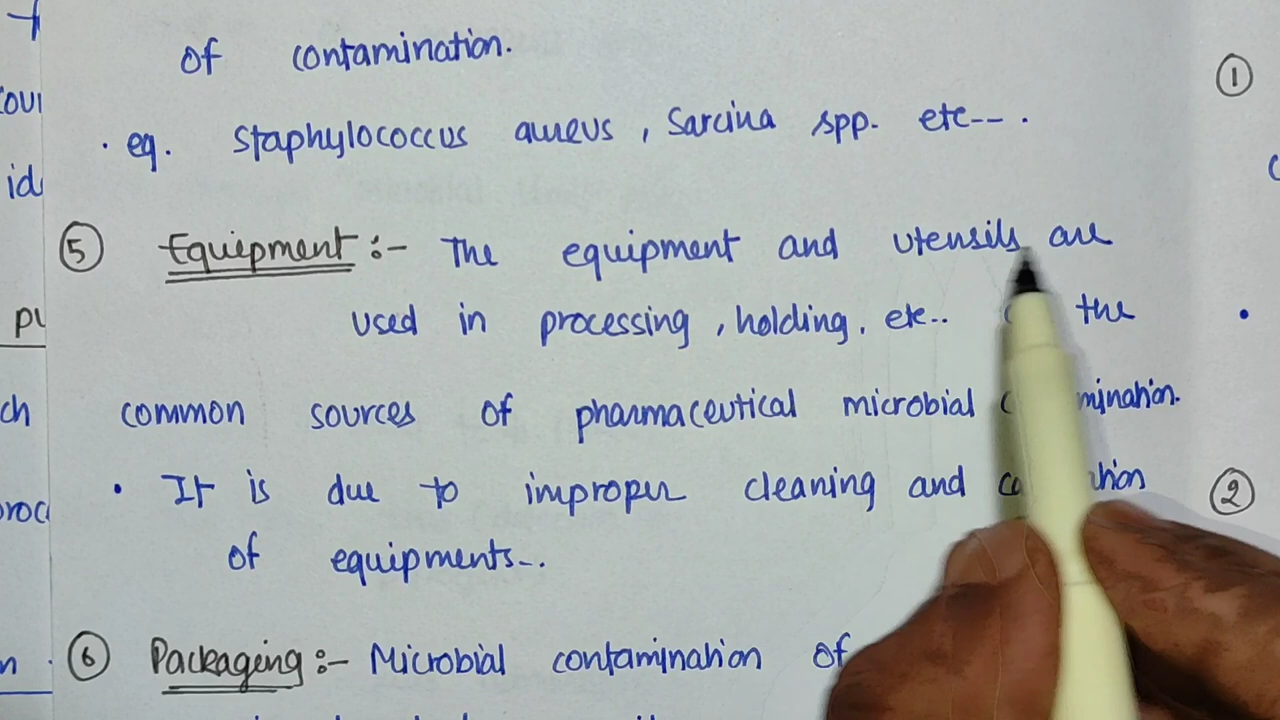 of contamination.
. eg. Staphylococcus aureus, Sarcina spp. etc--.
⑤ Equipment :- The equipment and utensils are
used in processing, holding, etc.. the
common sources of pharmaceutical microbial
• It is due to improper cleaning and
of equipments-..
⑥ Packaging :- Microbial contamination of
①
②